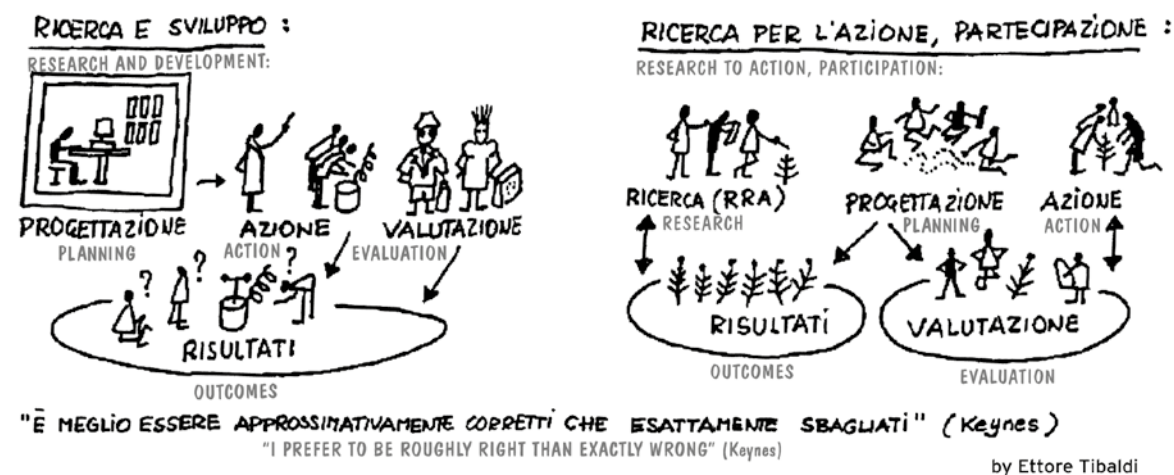 RICERCA E SVILUPPO :
RESEARCH AND DEVELOPMENT:
PROGETTAZIONE
PLANNING
AZIONE
ACTION
VALUTAZIONE
EVALUATION
? ? ?
RISULTATI
OUTCOMES
RICERCA PER L'AZIONE, PARTECIPAZIONE :
RESEARCH TO ACTION, PARTICIPATION:
RICERCA (RRA)
RESEARCH
PROGETTAZIONE
PLANNING
AZIONE
ACTION
RISULTATI
OUTCOMES
VALUTAZIONE
EVALUATION
"È MEGLIO ESSERE APPROSSIMATIVAMENTE CORRETTI CHE ESATTAMENTE SBAGLIATI" (Keynes)
"I PREFER TO BE ROUGHLY RIGHT THAN EXACTLY WRONG" (Keynes)
by Ettore Tibaldi